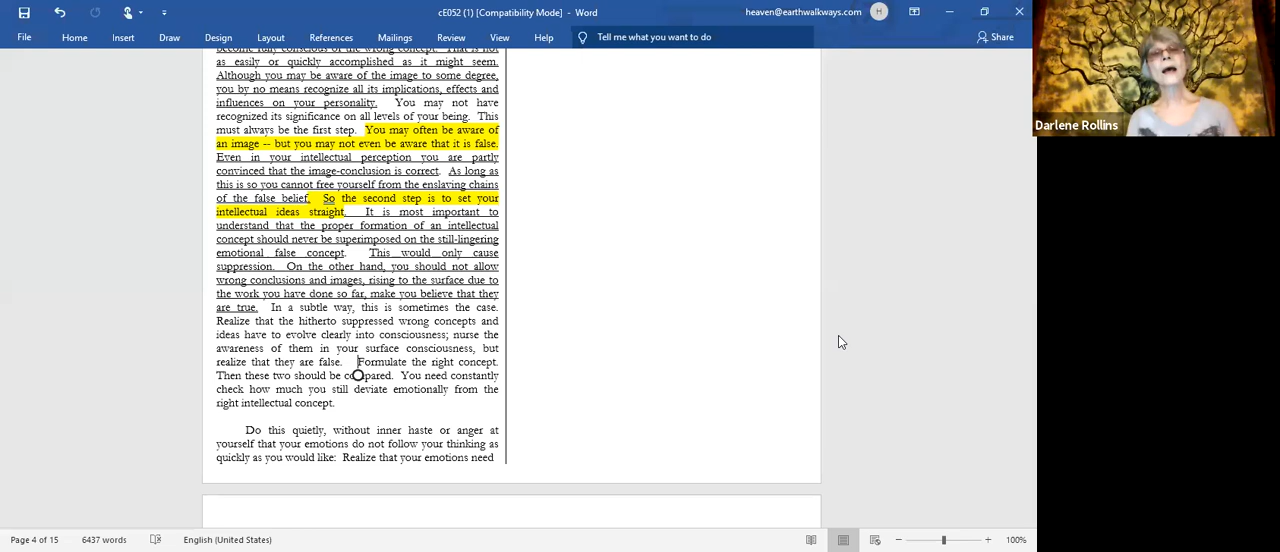 cE052 (1) [Compatibility Mode] - Word
heaven@earthwalkways.com
H
File Home Insert Draw Design Layout References Mailings Review View Help Tell me what you want to do Share
become fully conscious of the wrong concept. That is not
as easily or quickly accomplished as it might seem.
Although you may be aware of the image to some degree,
you by no means recognize all its implications, effects and
influences on your personality. You may not have
recognized its significance on all levels of your being. This
must always be the first step. You may often be aware of
an image -- but you may not even be aware that it is false.
Even in your intellectual perception you are partly
convinced that the image-conclusion is correct. As long as
this is so you cannot free yourself from the enslaving chains
of the false belief. So the second step is to set your
intellectual ideas straight. It is most important to
understand that the proper formation of an intellectual
concept should never be superimposed on the still-lingering
emotional false concept. This would only cause
suppression. On the other hand, you should not allow
wrong conclusions and images, rising to the surface due to
the work you have done so far, make you believe that they
are true. In a subtle way, this is sometimes the case.
Realize that the hitherto suppressed wrong concepts and
ideas have to evolve clearly into consciousness; nurse the
awareness of them in your surface consciousness, but
realize that they are false. Formulate the right concept.
Then these two should be compared. You need constantly
check how much you still deviate emotionally from the
right intellectual concept.
Do this quietly, without inner haste or anger at
yourself that your emotions do not follow your thinking as
quickly as you would like: Realize that your emotions need
Page 4 of 15 6437 words English (United States) 100%
Darlene Rollins